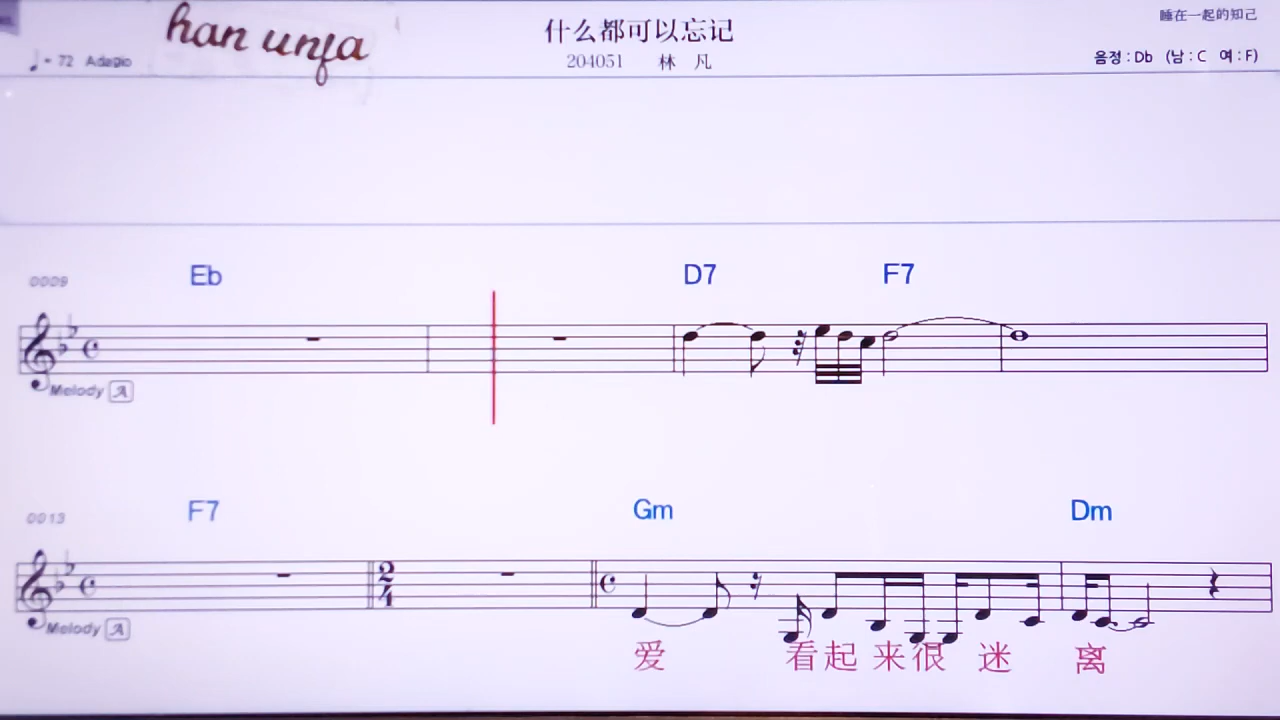 han unja
什么都可以忘记
睡在一起的知己
= 72 Adagio
204051 林 凡
음정 : Db (남 : C 여 : F)
0009
Eb D7 F7
Melody A
0013
F7 Gm Dm
2
4
Melody A
爱 看起来很迷 离